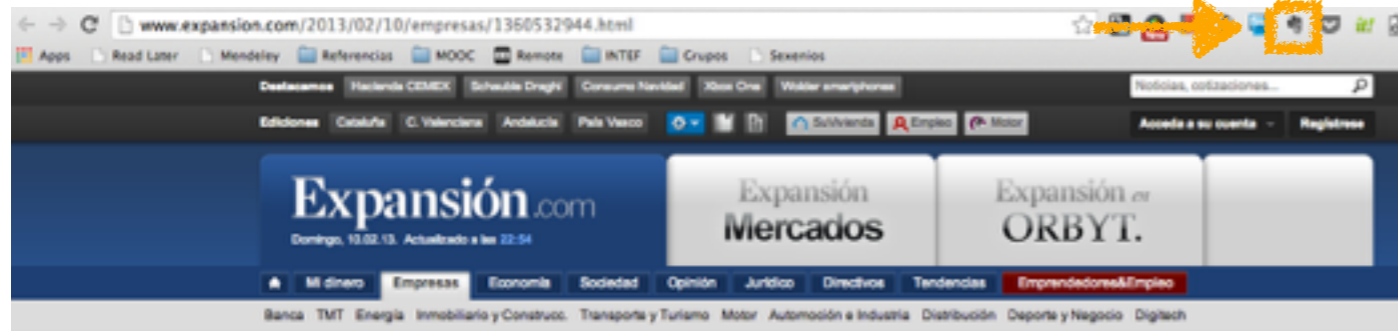 www.expansion.com/2013/02/10/empresas/1360532944.html
Apps Read Later Mendeley Referencias MOOC Remote INTEF Grupos Sexenios
Destacamos Hacienda CEMEX Schauble Draghi Consumo Navidad Xbox One Wolder smartphones Noticias, cotizaciones...
Ediciones Cataluña C. Valenciana Andalucía País Vasco SuVivienda Empleo Motor Acceda a su cuenta Regístrese
Expansión.com Expansión Mercados Expansión en ORBYT.
Domingo, 10.02.13. Actualizado a las 22:54
Mi dinero Empresas Economía Sociedad Opinión Jurídico Directivos Tendencias Emprendedores&Empleo
Banca TMT Energía Inmobiliario y Construcc. Transporte y Turismo Motor Automoción e Industria Distribución Deporte y Negocio Digitech